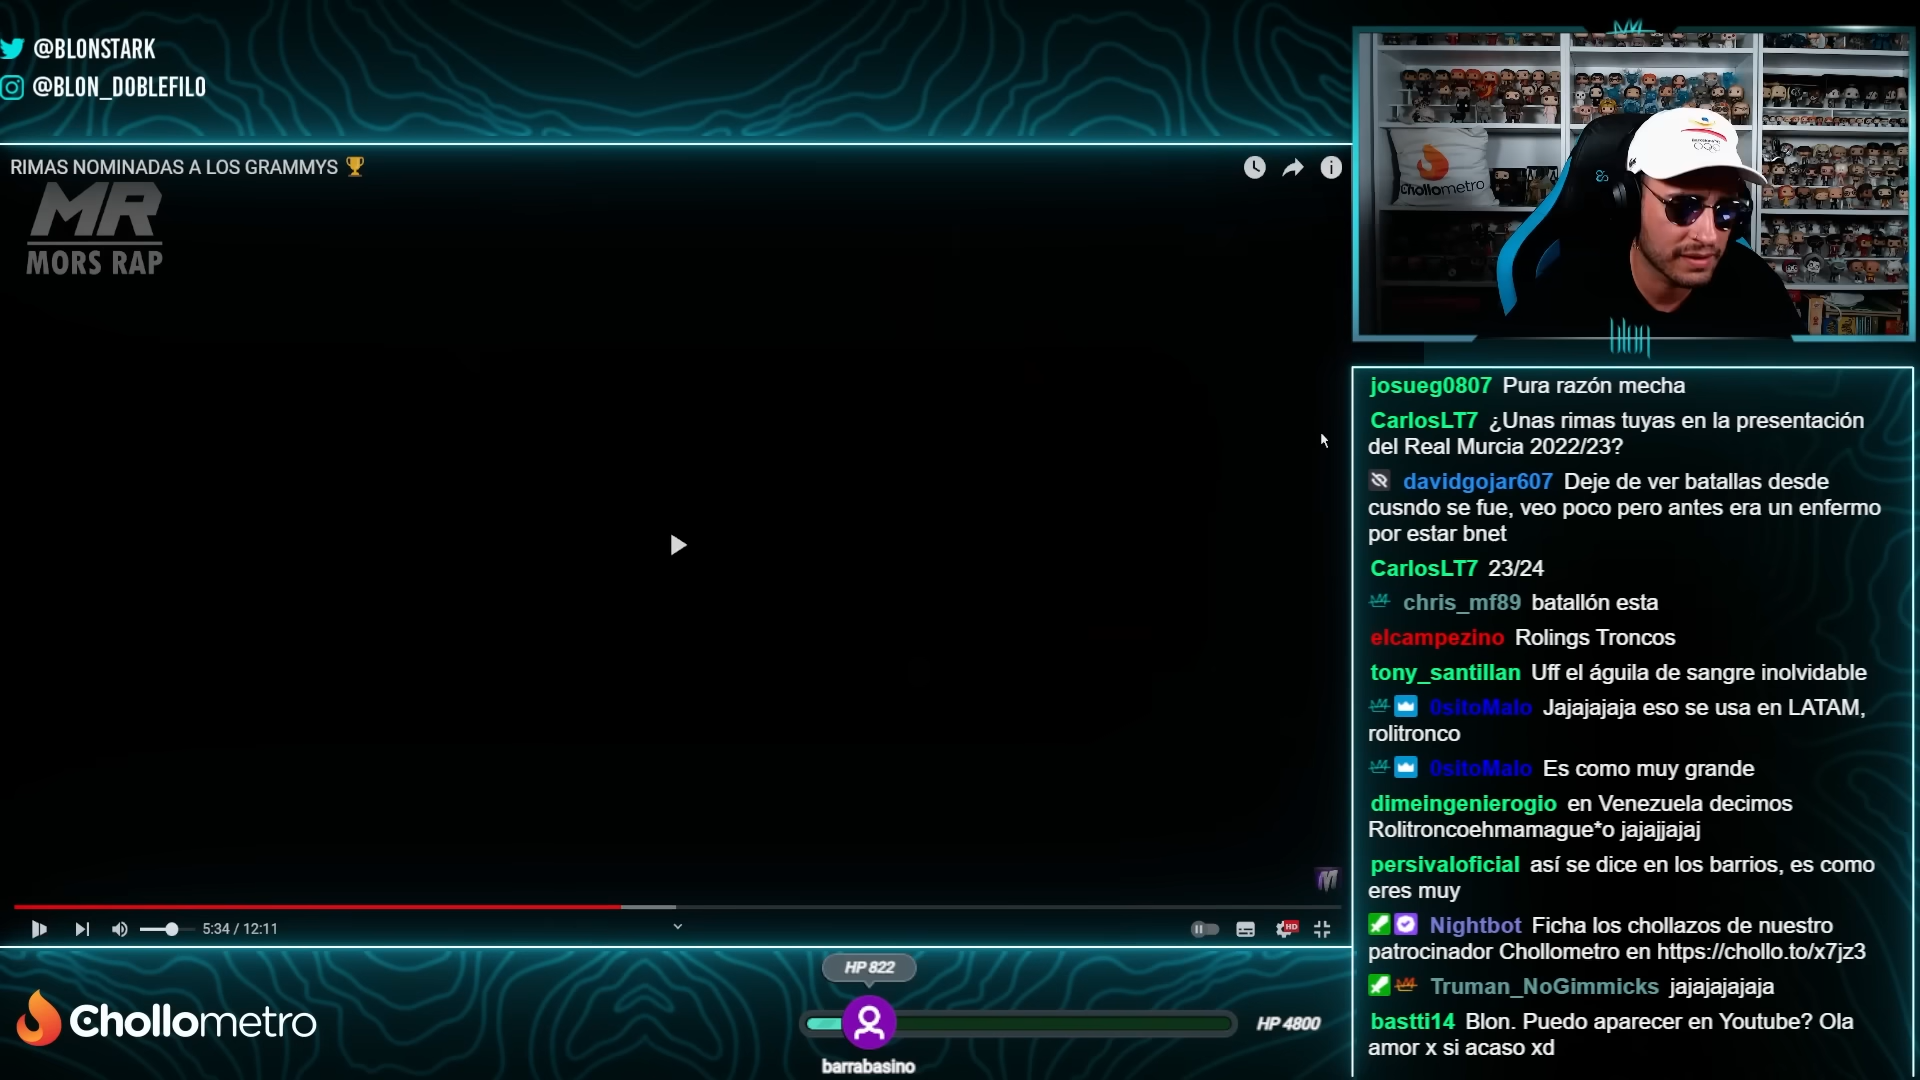 @BLONSTARK
@BLON_DOBLEFILO
RIMAS NOMINADAS A LOS GRAMMYS 🏆
MR
MORS RAP
5:34 / 12:11
HD
HP 822
HP 4800
barrabasino
Chollometro
Chollometro
josueg0807 Pura razón mecha
CarlosLT7 ¿Unas rimas tuyas en la presentación
del Real Murcia 2022/23?
davidgojar607 Deje de ver batallas desde
cusndo se fue, veo poco pero antes era un enfermo
por estar bnet
CarlosLT7 23/24
chris_mf89 batallón esta
elcampezino Rolings Troncos
tony_santillan Uff el águila de sangre inolvidable
0sitoMalo Jajajajaja eso se usa en LATAM,
rolitronco
0sitoMalo Es como muy grande
dimeingenierogio en Venezuela decimos
Rolitroncoehmamague*o jajajjajaj
persivaloficial así se dice en los barrios, es como
eres muy
Nightbot Ficha los chollazos de nuestro
patrocinador Chollometro en https://chollo.to/x7jz3
Truman_NoGimmicks jajajajajaja
bastti14 Blon. Puedo aparecer en Youtube? Ola
amor x si acaso xd